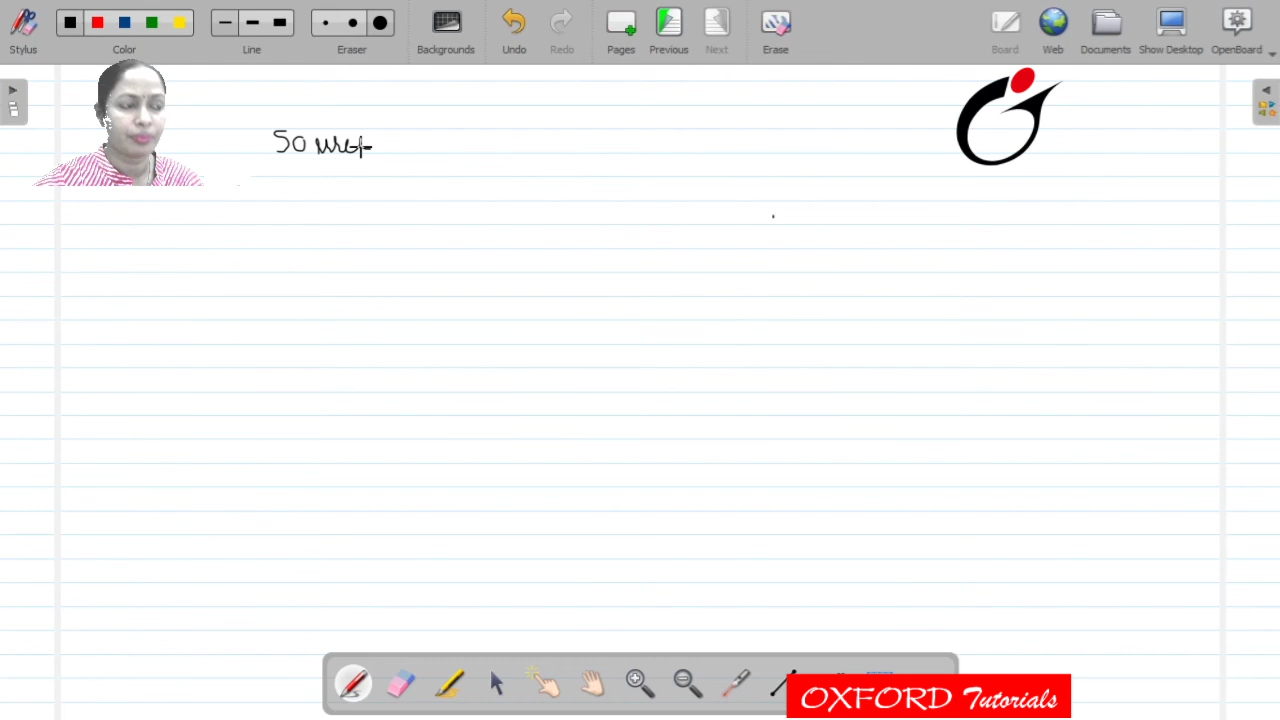 Stylus
Color
Line
Eraser
Backgrounds
Undo
Redo
Pages
Previous
Next
Erase
Board
Web
Documents
Show Desktop
OpenBoard
50
OXFORD Tutorials